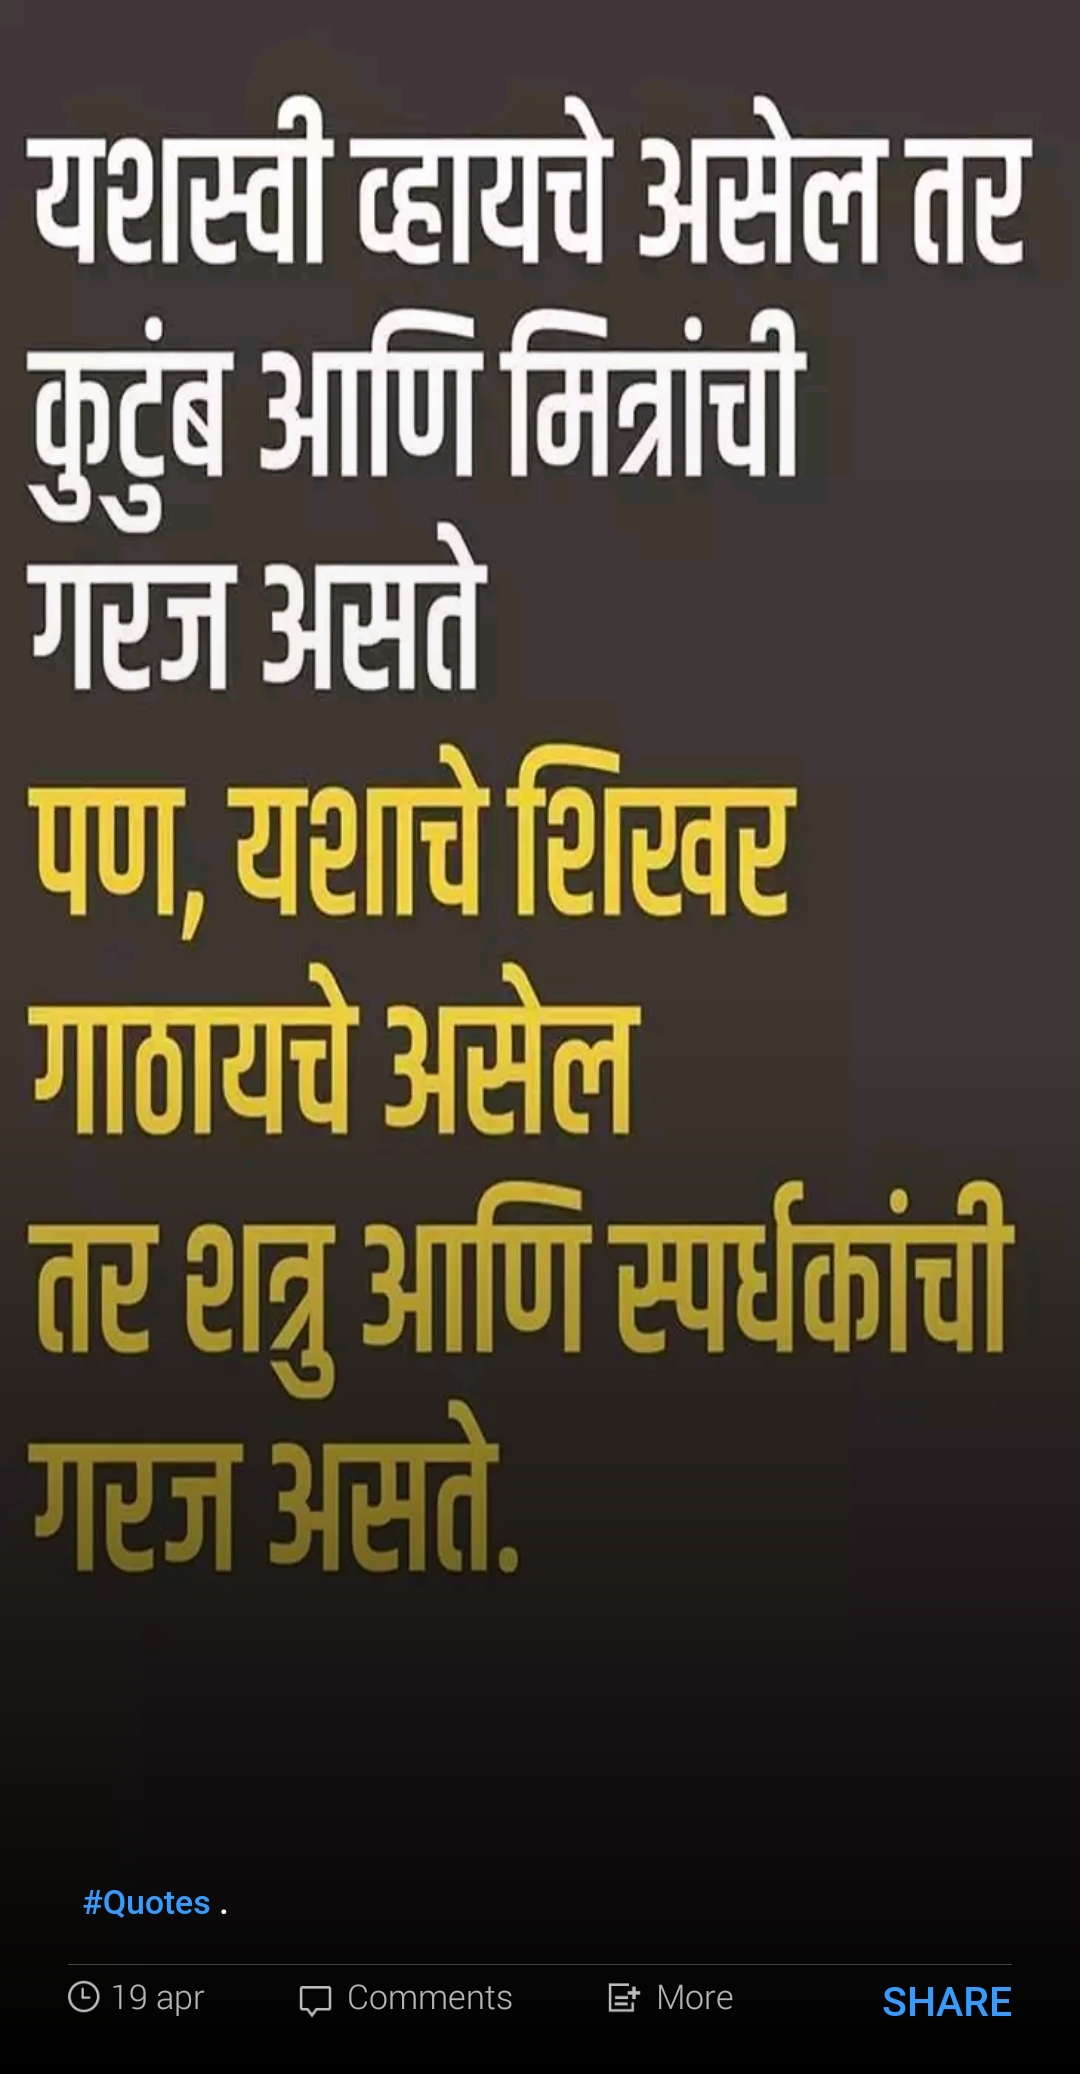 यशस्वी व्हायचे असेल तर
कुटुंब आणि मित्रांची
गरज असते
पण, यशाचे शिखर
गाठायचे असेल
तर शत्रु आणि स्पर्धकांची
गरज असते.
#Quotes .
19 apr Comments More SHARE